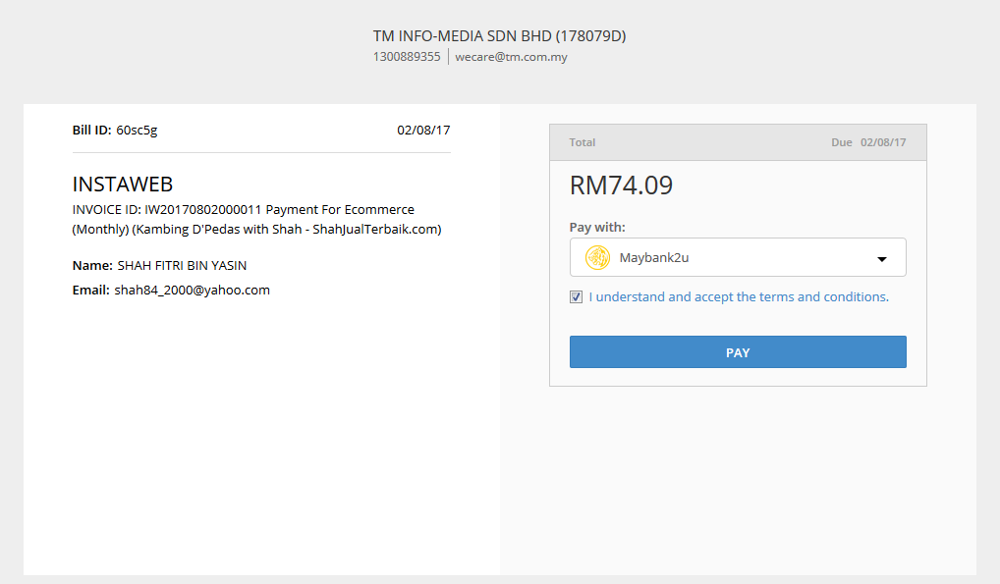 TM INFO-MEDIA SDN BHD (178079D)
1300889355 wecare@tm.com.my
Bill ID: 60sc5g 02/08/17
INSTAWEB
INVOICE ID: IW20170802000011 Payment For Ecommerce
(Monthly) (Kambing D'Pedas with Shah - ShahJualTerbaik.com)
Name: SHAH FITRI BIN YASIN
Email: shah84_2000@yahoo.com
Total Due 02/08/17
RM74.09
Pay with:
Maybank2u
I understand and accept the terms and conditions.
PAY